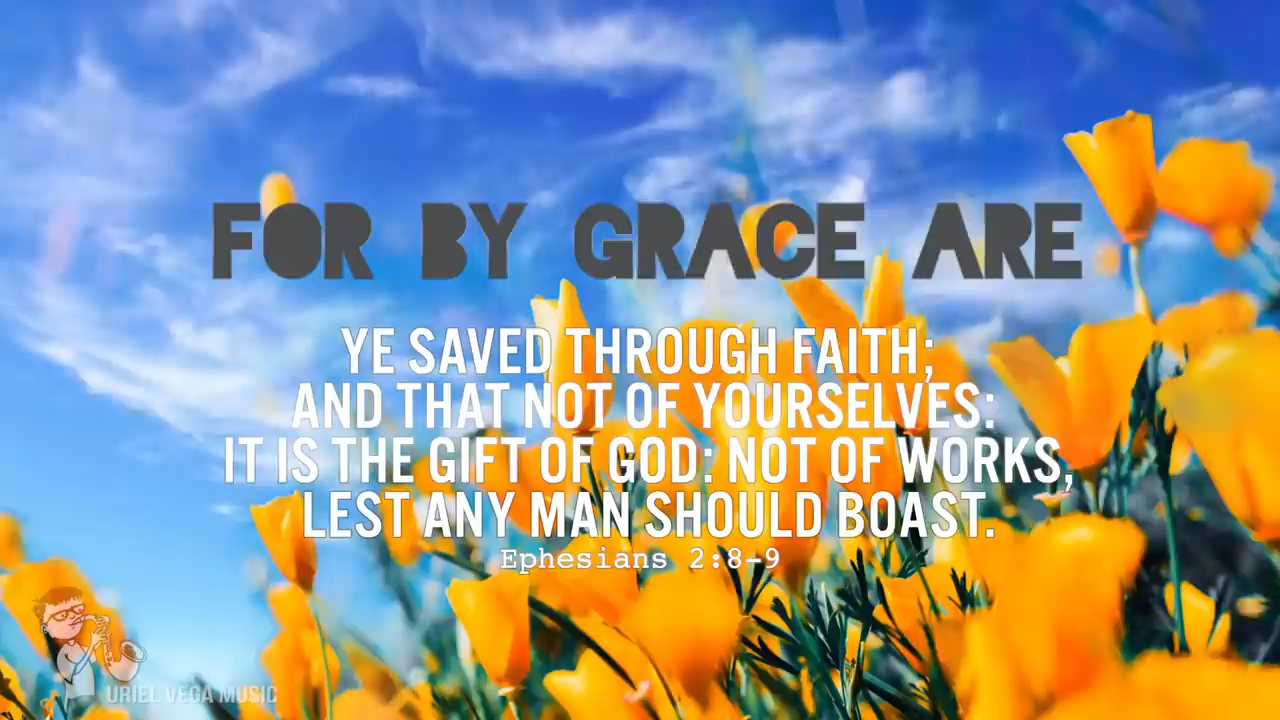 FOR BY GRACE ARE
YE SAVED THROUGH FAITH;
AND THAT NOT OF YOURSELVES:
IT IS THE GIFT OF GOD: NOT OF WORKS,
LEST ANY MAN SHOULD BOAST.
Ephesians 2:8-9
URIEL VEGA MUSIC